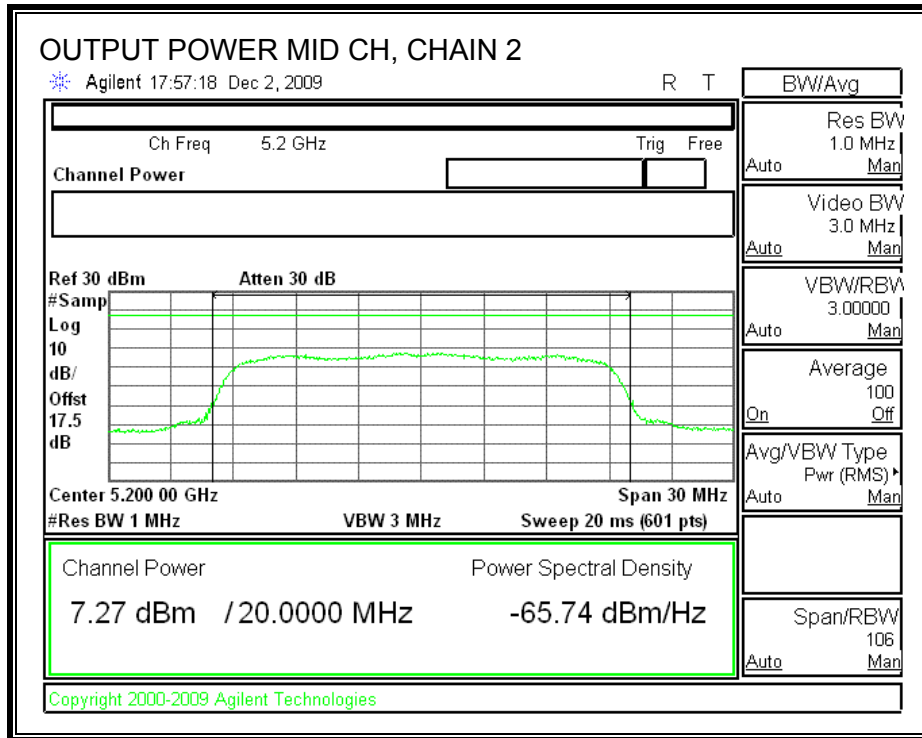 OUTPUT POWER MID CH, CHAIN 2
Agilent 17:57:18 Dec 2, 2009 R T
Ch Freq 5.2 GHz Trig Free
Channel Power
Ref 30 dBm Atten 30 dB
#Samp
Log
10
dB/
Offst
17.5
dB
Center 5.200 00 GHz Span 30 MHz
#Res BW 1 MHz VBW 3 MHz Sweep 20 ms (601 pts)
Channel Power Power Spectral Density
7.27 dBm / 20.0000 MHz -65.74 dBm/Hz
Copyright 2000-2009 Agilent Technologies
BW/Avg
Res BW
1.0 MHz
Auto Man
Video BW
3.0 MHz
Auto Man
VBW/RBW
3.00000
Auto Man
Average
100
On Off
Avg/VBW Type
Pwr (RMS)
Auto Man
Span/RBW
106
Auto Man